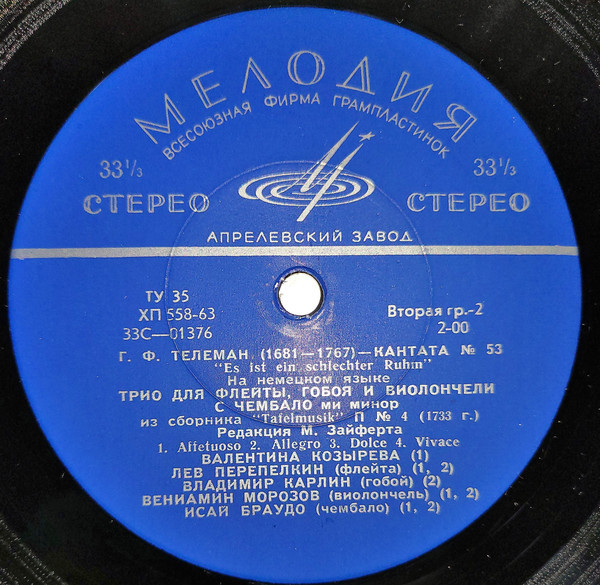 МЕЛОДИЯ
ВСЕСОЮЗНАЯ ФИРМА ГРАМПЛАСТИНОК
33⅓ 33⅓
СТЕРЕО СТЕРЕО
АПРЕЛЕВСКИЙ ЗАВОД
ТУ 35
ХП 558-63 Вторая гр.-2
33С—01376 2-00
Г. Ф. ТЕЛЕМАН (1681—1767)—КАНТАТА № 53
"Es ist ein schlechter Ruhm"
На немецком языке
ТРИО ДЛЯ ФЛЕЙТЫ, ГОБОЯ И ВИОЛОНЧЕЛИ
С ЧЕМБАЛО ми минор
из сборника "Tafelmusik" П № 4 (1733 г.)
Редакция М. Зайферта
1. Affetuoso 2. Allegro 3. Dolce 4. Vivace
ВАЛЕНТИНА КОЗЫРЕВА (1)
ЛЕВ ПЕРЕПЕЛКИН (флейта) (1, 2)
ВЛАДИМИР КАРЛИН (гобой) (2)
ВЕНИАМИН МОРОЗОВ (виолончель) (1, 2)
ИСАЙ БРАУДО (чембало) (1, 2)